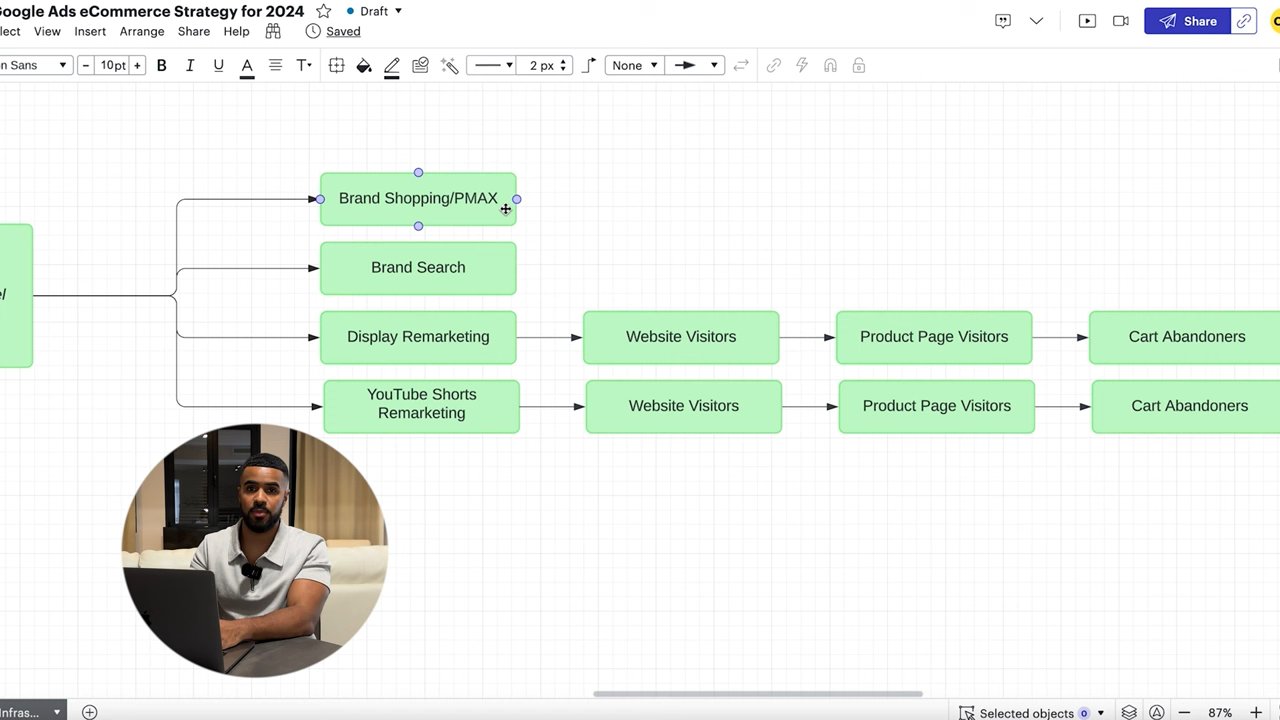 Google Ads eCommerce Strategy for 2024
Draft
View Insert Arrange Share Help Saved
Share
Sans
10pt
B I U A T
2 px
None
Brand Shopping/PMAX
Brand Search
Display Remarketing
Website Visitors
Product Page Visitors
Cart Abandoners
YouTube Shorts
Remarketing
Website Visitors
Product Page Visitors
Cart Abandoners
Selected objects 0
87%